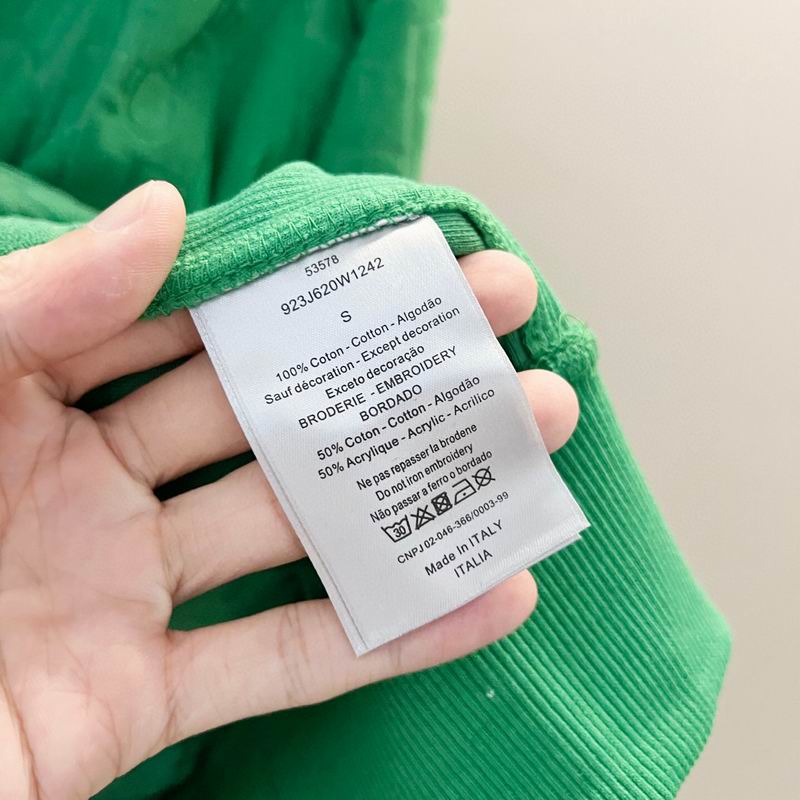 53578
923J620W1242
S
100% Coton - Cotton - Algodão
Sauf décoration - Except decoration
Exceto decoração
BRODERIE - EMBROIDERY
BORDADO
50% Coton - Cotton - Algodão
50% Acrylique - Acrylic - Acrilico
Ne pas repasser la brodene
Do not iron embroidery
Não passar a ferro o bordado
30
CNPJ 02-046-366/0003-99
Made In ITALY
ITALIA